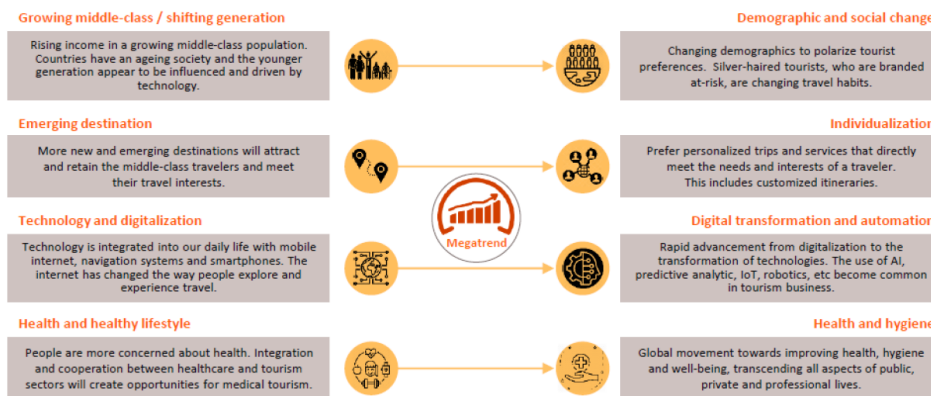 Growing middle-class / shifting generation
Rising income in a growing middle-class population.
Countries have an ageing society and the younger
generation appear to be influenced and driven by
technology.
Demographic and social change
Changing demographics to polarize tourist
preferences. Silver-haired tourists, who are branded
at-risk, are changing travel habits.
Emerging destination
More new and emerging destinations will attract
and retain the middle-class travelers and meet
their travel interests.
Individualization
Prefer personalized trips and services that directly
meet the needs and interests of a traveler.
This includes customized itineraries.
Megatrend
Technology and digitalization
Technology is integrated into our daily life with mobile
internet, navigation systems and smartphones. The
internet has changed the way people explore and
experience travel.
Digital transformation and automation
Rapid advancement from digitalization to the
transformation of technologies. The use of AI,
predictive analytic, IoT, robotics, etc become common
in tourism business.
Health and healthy lifestyle
People are more concerned about health. Integration
and cooperation between healthcare and tourism
sectors will create opportunities for medical tourism.
Health and hygiene
Global movement towards improving health, hygiene
and well-being, transcending all aspects of public,
private and professional lives.